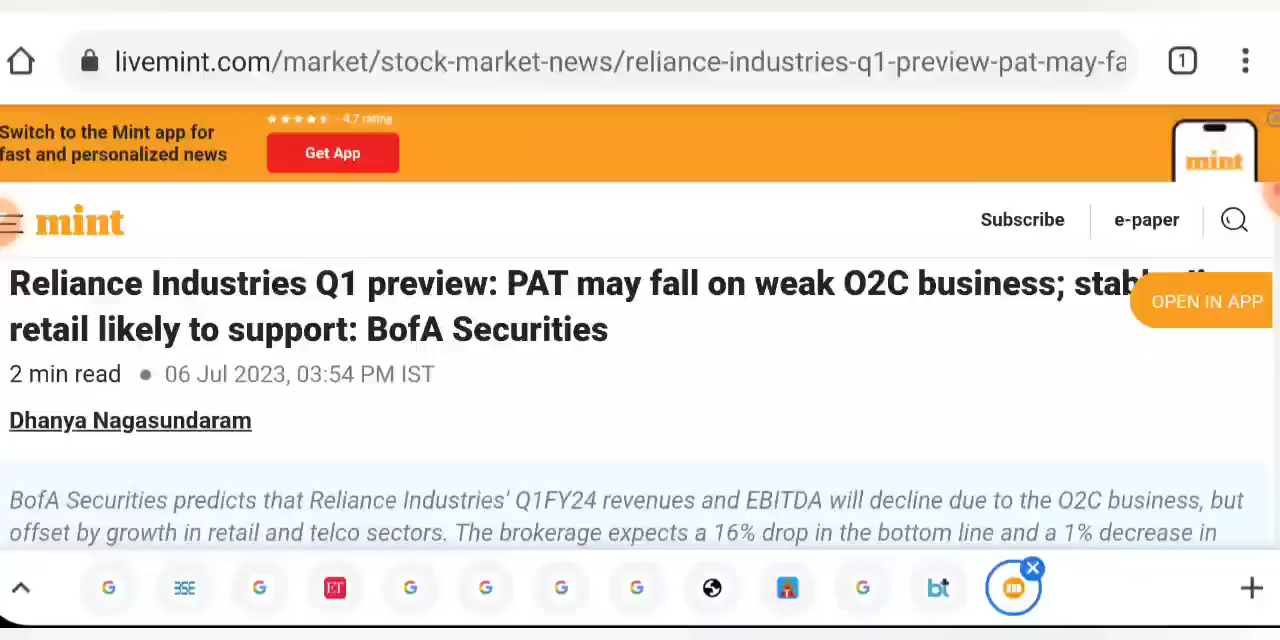 livemint.com/market/stock-market-news/reliance-industries-q1-preview-pat-may-fa
1
Switch to the Mint app for
fast and personalized news
- 4.7 rating
Get App
mint
mint
Subscribe
e-paper
Reliance Industries Q1 preview: PAT may fall on weak O2C business;
retail likely to support: BofA Securities
OPEN IN APP
2 min read • 06 Jul 2023, 03:54 PM IST
Dhanya Nagasundaram
BofA Securities predicts that Reliance Industries' Q1FY24 revenues and EBITDA will decline due to the O2C business, but
offset by growth in retail and telco sectors. The brokerage expects a 16% drop in the bottom line and a 1% decrease in
G BSE G ET G G G G G bt m